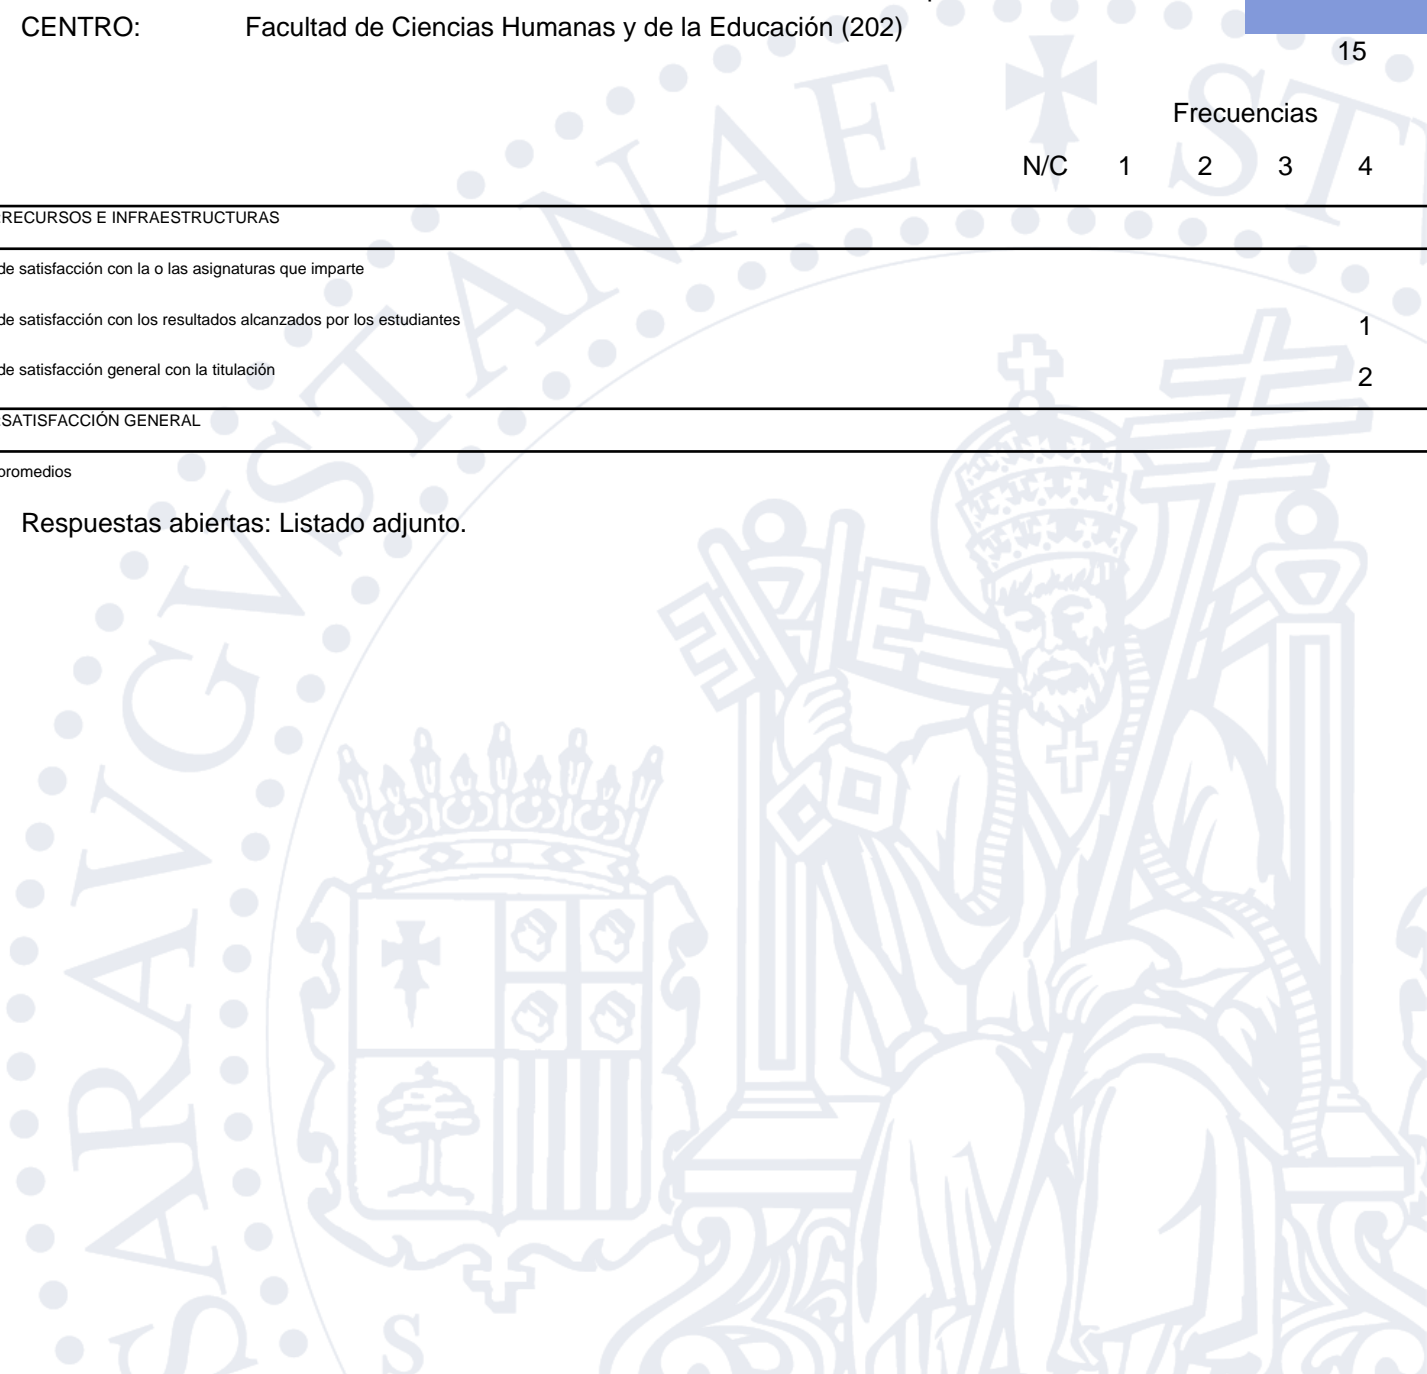 CENTRO: Facultad de Ciencias Humanas y de la Educación (202)
15
Frecuencias
N/C 1 2 3 4
RECURSOS E INFRAESTRUCTURAS
de satisfacción con la o las asignaturas que imparte
de satisfacción con los resultados alcanzados por los estudiantes 1
de satisfacción general con la titulación 2
SATISFACCIÓN GENERAL
promedios
Respuestas abiertas: Listado adjunto.
SARAVGVSTANAE ST
S